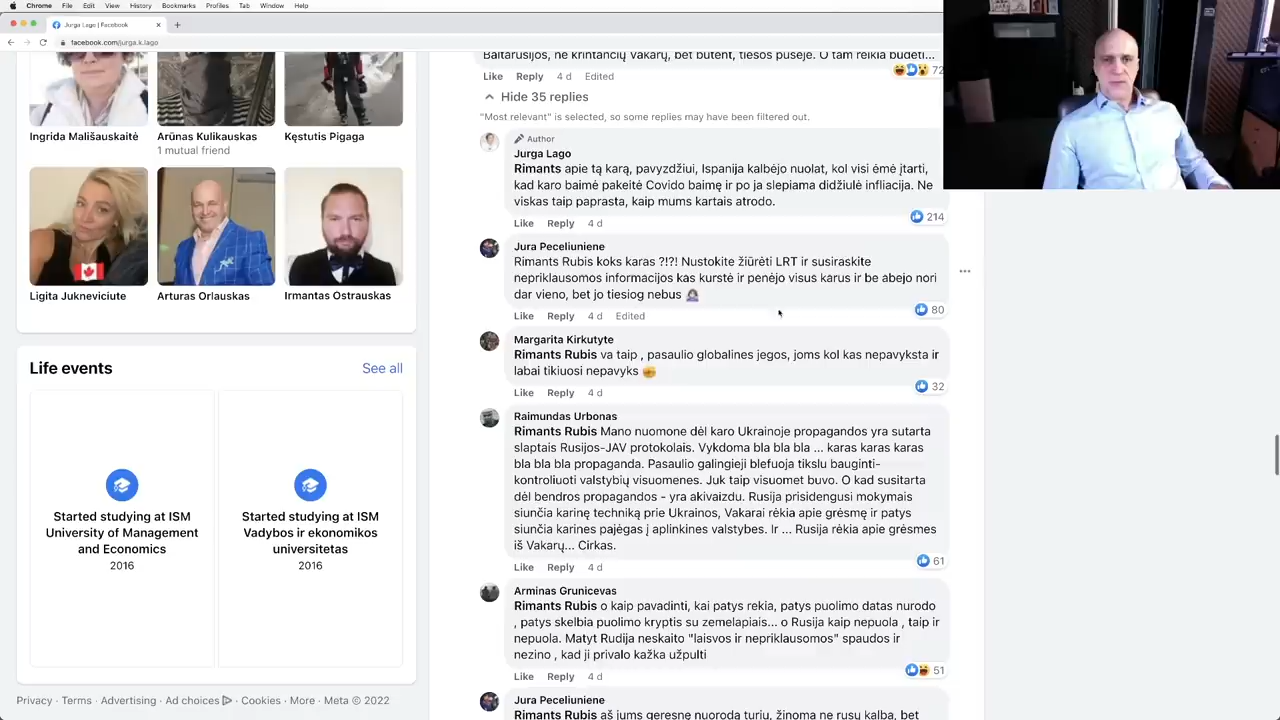 Chrome File Edit View History Bookmarks Profiles Tab Window Help
Jurga Lago | Facebook
facebook.com/jurga.k.lago
Ingrida Mališauskaitė
Arūnas Kulikauskas
1 mutual friend
Kęstutis Pigaga
Ligita Jukneviciute
Arturas Orlauskas
Irmantos Ostrauskas
Life events
See all
Started studying at ISM
University of Management
and Economics
2016
Started studying at ISM
Vadybos ir ekonomikos
universitetas
2016
Privacy · Terms · Advertising · Ad choices · Cookies · More · Meta © 2022
Baltarusijos, ne krintančių vakarų, bet būtent, tiesos pusėje. O tam reikia budėti...
Like Reply 4 d Edited
72
Hide 35 replies
"Most relevant" is selected, so some replies may have been filtered out.
Author
Jurga Lago
Rimants apie tą karą, pavyzdžiui, Ispanija kalbėjo nuolat, kol visi ėmė įtarti,
kad karo baimė pakeitė Covido baimę ir po ja slepiama didžiulė infliacija. Ne
viskas taip paprasta, kaip mums kartais atrodo.
214
Like Reply 4 d
Jura Peceliuniene
Rimants Rubis koks karas ?!?! Nustokite žiūrėti LRT ir susiraskite
nepriklausomos informacijos kas kurstė ir penėjo visus karus ir be abejo nori
dar vieno, bet jo tiesiog nebus
80
Like Reply 4 d Edited
Margarita Kirkutyte
Rimants Rubis va taip , pasaulio globalines jegos, joms kol kas nepavyksta ir
labai tikiuosi nepavyks
32
Like Reply 4 d
Raimundas Urbonas
Rimants Rubis Mano nuomone dėl karo Ukrainoje propagandos yra sutarta
slaptais Rusijos-JAV protokolais. Vykdoma bla bla bla ... karas karas karas
bla bla bla propaganda. Pasaulio galingieji blefuoja tikslu bauginti-
kontroliuoti valstybių visuomenes. Juk taip visuomet buvo. O kad susitarta
dėl bendros propagandos - yra akivaizdu. Rusija prisidengusi mokymais
siunčia karinę techniką prie Ukrainos, Vakarai rėkia apie grėsmę ir patys
siunčia karines pajėgas į aplinkines valstybes. Ir ... Rusija rėkia apie grėsmes
iš Vakarų... Cirkas.
61
Like Reply 4 d
Arminas Grunicevas
Rimants Rubis o kaip pavadinti, kai patys rekia, patys puolimo datas nurodo
, patys skelbia puolimo kryptis su zemelapiais... o Rusija kaip nepuola , taip ir
nepuola. Matyt Rudija neskaito "laisvos ir nepriklausomos" spaudos ir
nezino , kad ji privalo kažka užpulti
51
Like Reply 4 d
Jura Peceliuniene
Rimants Rubis aš jums geresnę nuorodą turiu, žinoma ne rusų kalba, bet